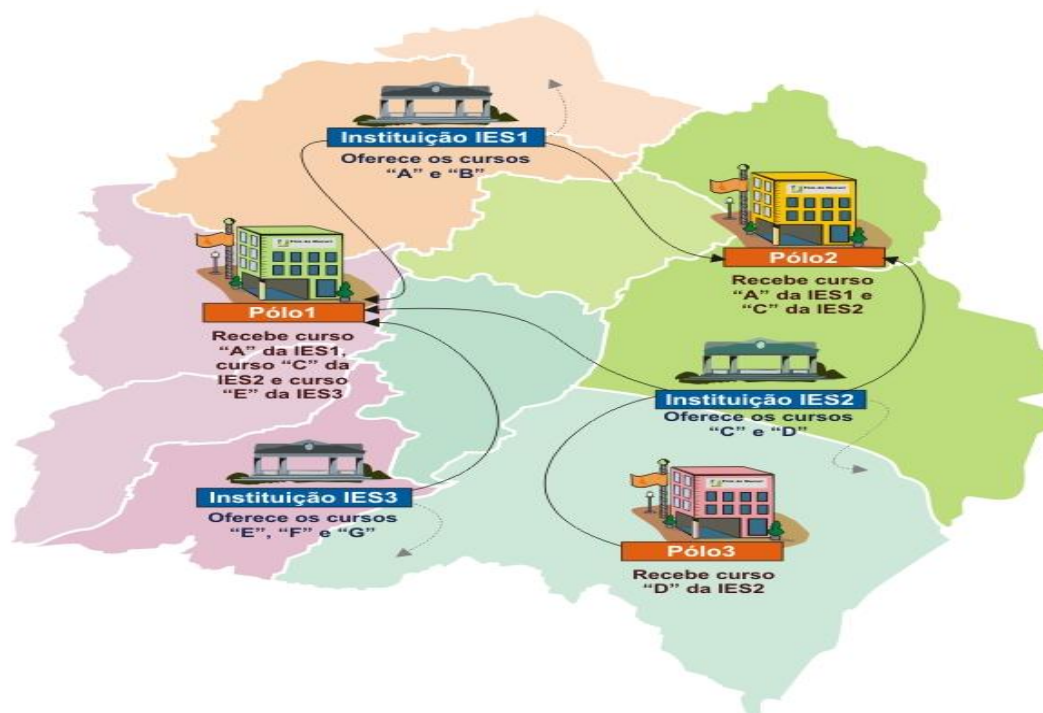 Instituição IES1
Oferece os cursos
“A” e “B”
Pólo2
Recebe curso
“A” da IES1 e
“C” da IES2
Pólo1
Recebe curso
“A” da IES1,
curso “C” da
IES2 e curso
“E” da IES3
Instituição IES2
Oferece os cursos
“C” e “D”
Instituição IES3
Oferece os cursos
“E”, “F” e “G”
Pólo3
Recebe curso
“D” da IES2